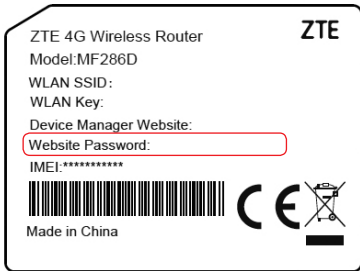 ZTE
ZTE 4G Wireless Router
Model:MF286D
WLAN SSID:
WLAN Key:
Device Manager Website:
Website Password:
IMEI:***********
Made in China
CE